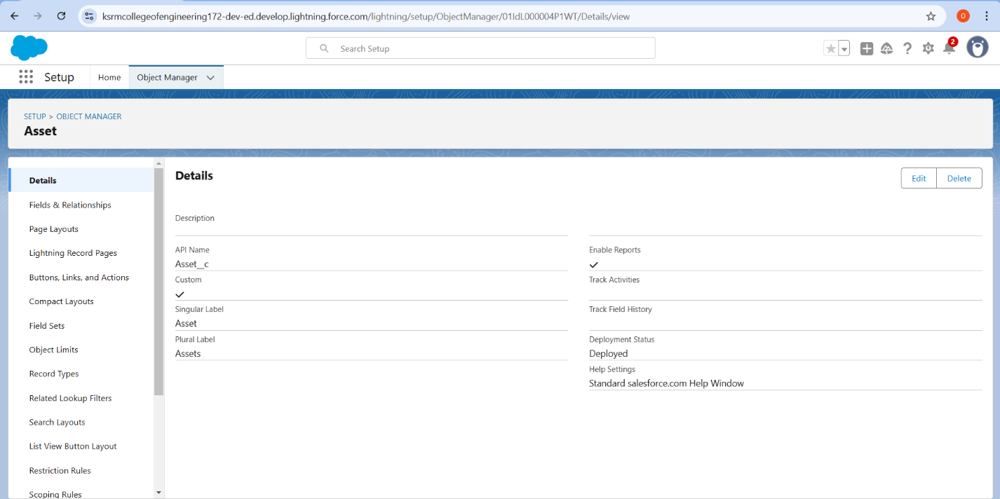 ksrmcollegeofengineering172-dev-ed.develop.lightning.force.com/lightning/setup/ObjectManager/01IdL000004P1WT/Details/view
O
Search Setup
2
Setup
Home
Object Manager
SETUP > OBJECT MANAGER
Asset
Details
Fields & Relationships
Page Layouts
Lightning Record Pages
Buttons, Links, and Actions
Compact Layouts
Field Sets
Object Limits
Record Types
Related Lookup Filters
Search Layouts
List View Button Layout
Restriction Rules
Scoping Rules
Details
Edit
Delete
Description
API Name
Asset__c
Custom
Singular Label
Asset
Plural Label
Assets
Enable Reports
Track Activities
Track Field History
Deployment Status
Deployed
Help Settings
Standard salesforce.com Help Window